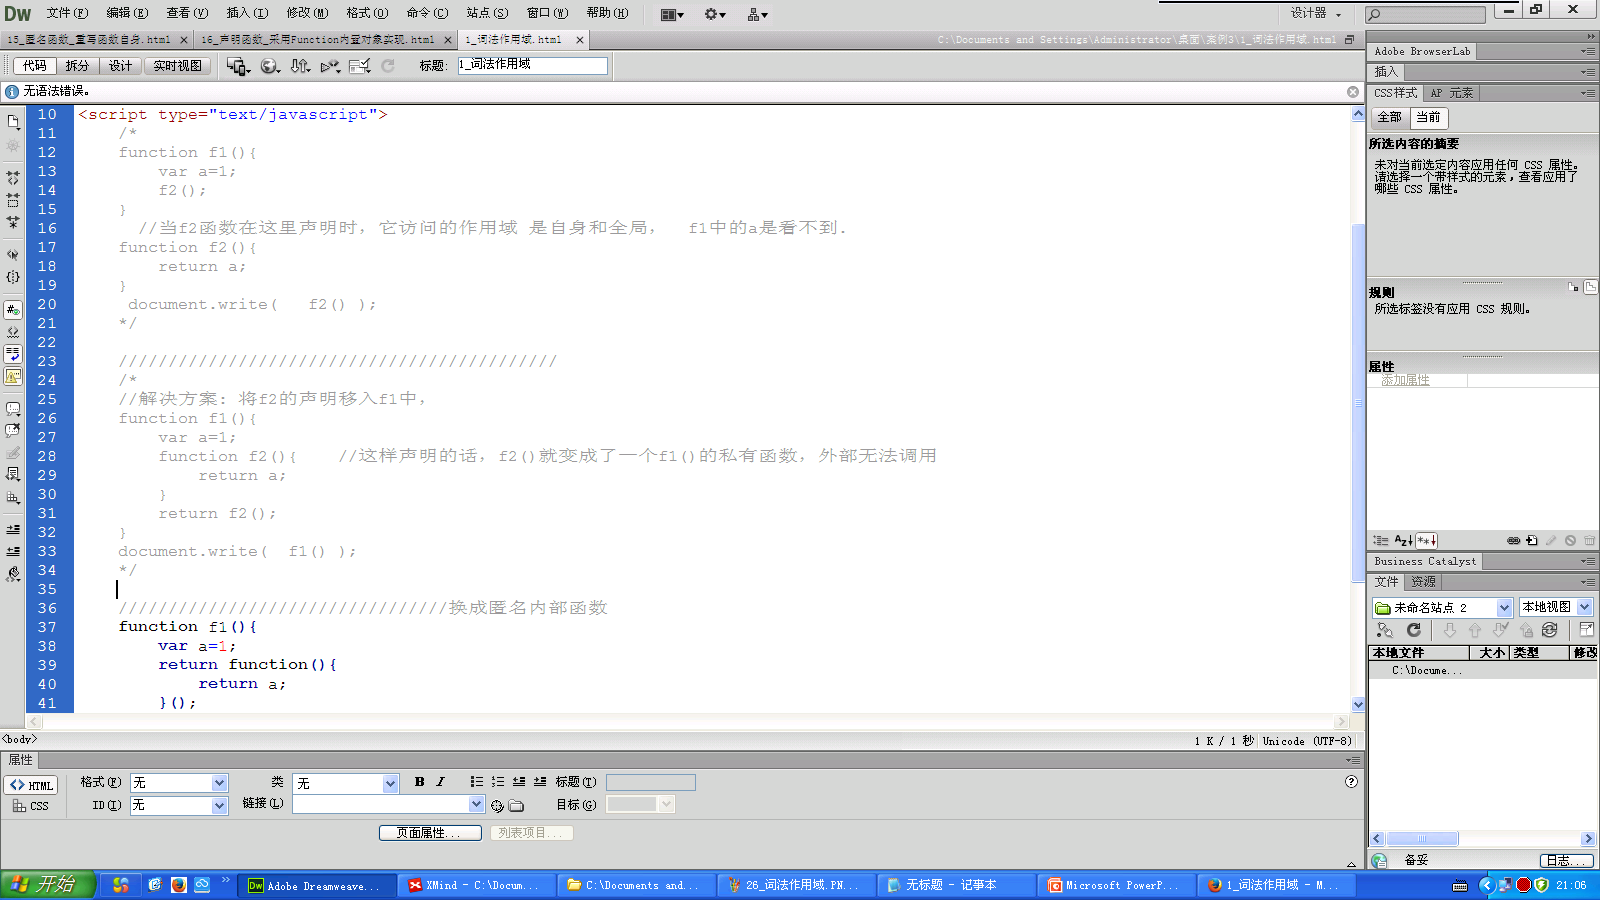 Dw 文件(F) 编辑(E) 查看(V) 插入(I) 修改(M) 格式(O) 命令(C) 站点(S) 窗口(W) 帮助(H) 设计器
15_匿名函数_重写函数自身.html × 16_声明函数_采用Function内置对象实现.html × 1_词法作用域.html × C:\Documents and Settings\Administrator\桌面\案例3\1_词法作用域.html
代码 拆分 设计 实时视图 标题: 1_词法作用域
无语法错误。
10 <script type="text/javascript">
11 /*
12 function f1(){
13 var a=1;
14 f2();
15 }
16 //当f2函数在这里声明时，它访问的作用域 是自身和全局， f1中的a是看不到.
17 function f2(){
18 return a;
19 }
20 document.write( f2() );
21 */
22
23 ////////////////////////////////////////////
24 /*
25 //解决方案：将f2的声明移入f1中，
26 function f1(){
27 var a=1;
28 function f2(){ //这样声明的话，f2()就变成了一个f1()的私有函数，外部无法调用
29 return a;
30 }
31 return f2();
32 }
33 document.write( f1() );
34 */
35
36 /////////////////////////////////换成匿名内部函数
37 function f1(){
38 var a=1;
39 return function(){
40 return a;
41 }();
<body> 1 K / 1 秒 Unicode (UTF-8)
属性
HTML 格式(F) 无 类 无 B I 标题(T)
CSS ID(I) 无 链接(L) 目标(G)
页面属性... 列表项目...
Adobe BrowserLab
插入
CSS样式 AP 元素
全部 当前
所选内容的摘要
未对当前选定内容应用任何 CSS 属性。
请选择一个带样式的元素，查看应用了
哪些 CSS 属性。
规则
所选标签没有应用 CSS 规则。
属性
添加属性
Business Catalyst
文件 资源
未命名站点 2 本地视图
本地文件 大小 类型 修改
C:\Docume...
备妥 日志...
开始 Adobe Dreamweave... XMind - C:\Docum... C:\Documents and... 26_词法作用域.PN... 无标题 - 记事本 Microsoft PowerP... 1_词法作用域 - M... 21:06